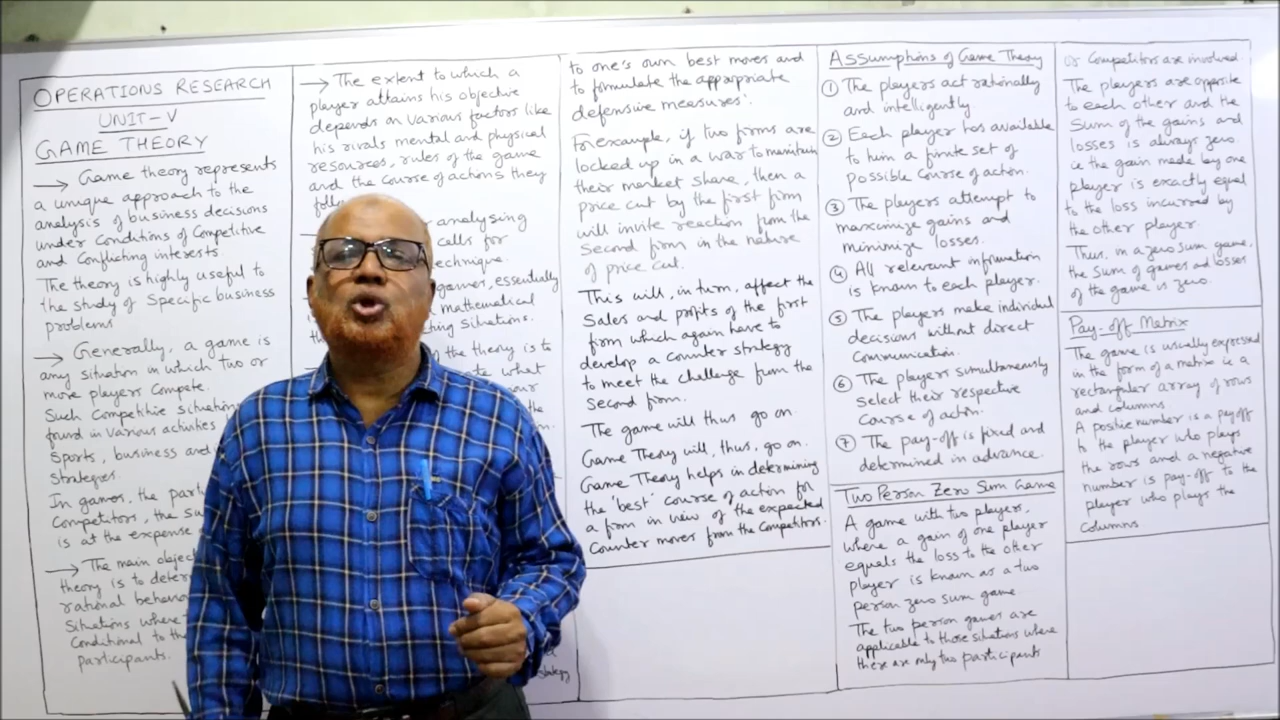 OPERATIONS RESEARCH
UNIT-V
GAME THEORY
→ Game theory represents
a unique approach to the
analysis of business decisions
under Conditions of Competitive
and Conflicting interests.
The theory is highly useful to
the study of Specific business
problems
→ Generally, a game is
any situation in which two or
more players Compete.
Such Competitive situation
found in various activities
Sports, business and
strategies.
In games, the part
Competitors, the su
is at the expense
→ The main objec
theory is to deter
rational behavio
Situations where
Conditional to the
participants.
→ The extent to which a
player attains his objective
depends on various factors like
his rivals mental and physical
resources, rules of the game
and the course of actions they
follo
analysing
calls for
technique.
games, essentially
mathematical
ching situations.
the theory is to
te what
our
the
strategy
to one's own best moves and
to formulate the appropriate
defensive measures'.
For example, if two firms are
locked up in a war to maintain
their market share, then a
price cut by the first firm
will invite reaction from the
Second firm in the nature
of price cut.
This will, in turn, affect the
Sales and profits of the first
firm which again have to
develop a counter strategy
to meet the challenge from the
Second firm.
The game will thus go on.
Game Theory will, thus, go on.
Game Theory helps in determining
the 'best' course of action for
a firm in view of the expected
Counter moves from the Competitors.
Assumptions of Game Theory
① The players act rationally
and intelligently
② Each player has available
to him a finite set of
possible Course of action.
③ The players attempt to
maximize gains and
minimize losses.
④ All relevant information
is known to each player.
⑤ The players make individual
decisions without direct
Communication.
⑥ The players simultaneously
Select their respective
Course of action.
⑦ The pay-off is fixed and
determined in advance.
Two Person Zero Sum Game
A game with two players,
where a gain of one player
equals the loss to the other
player is known as a two
person zero sum game
The two person games are
applicable to those situations where
there are only two participants
or Competitors are involved.
The players are opposite
to each other and the
Sum of the gains and
losses is always zero.
i.e the gain made by one
player is exactly equal
to the loss incurred by
the other player.
Thus, in a zero sum game,
the sum of games and losses
of the game is zero.
Pay-off Matrix
The game is usually expressed
in the form of a matrix i.e a
rectangular array of rows
and columns
A positive number is a pay off
to the player who plays
the rows and a negative
number is pay-off to the
player who plays the
Columns